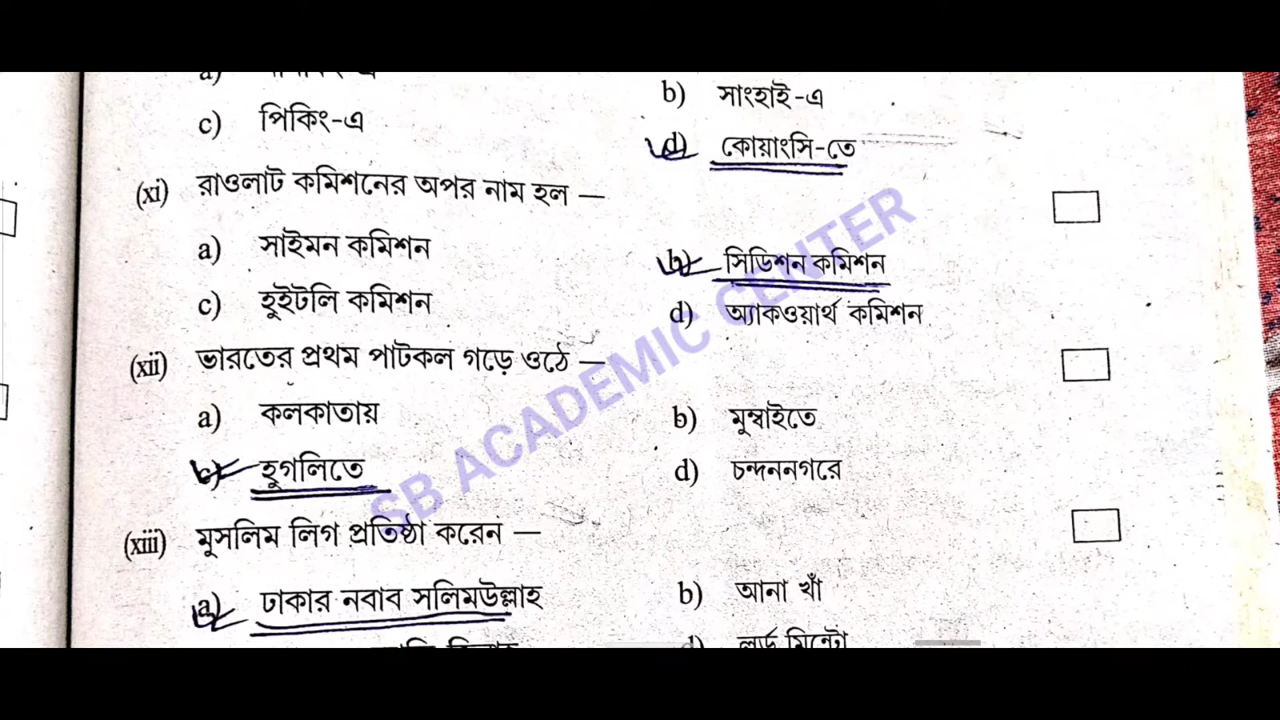 b) সাংহাই-এ
c) পিকিং-এ
d) কোয়াংসি-তে
(xi) রাওলাট কমিশনের অপর নাম হল —
a) সাইমন কমিশন b) সিডিশন কমিশন
c) হুইটলি কমিশন d) অ্যাকওয়ার্থ কমিশন
(xii) ভারতের প্রথম পাটকল গড়ে ওঠে —
a) কলকাতায় b) মুম্বাইতে
c) হুগলিতে d) চন্দননগরে
(xiii) মুসলিম লিগ প্রতিষ্ঠা করেন —
a) ঢাকার নবাব সলিমউল্লাহ b) আনা খাঁ
d) লর্ড মিন্টো
SB ACADEMIC CENTER